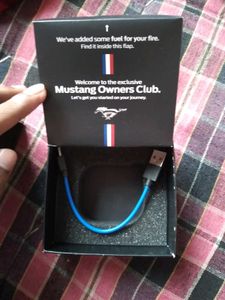 We've added some fuel for your fire.
Find it inside this flap.
Welcome to the exclusive
Mustang Owners Club.
Let's get you started on your journey.